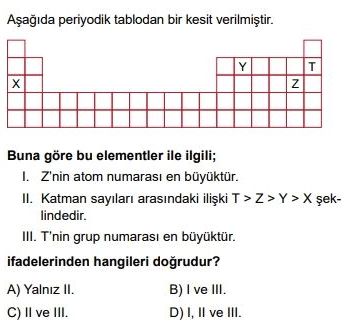 Aşağıda periyodik tablodan bir kesit verilmiştir.
Y T
X Z
Buna göre bu elementler ile ilgili;
I. Z'nin atom numarası en büyüktür.
II. Katman sayıları arasındaki ilişki T > Z > Y > X şek-
lindedir.
III. T'nin grup numarası en büyüktür.
ifadelerinden hangileri doğrudur?
A) Yalnız II. B) I ve III.
C) II ve III. D) I, II ve III.